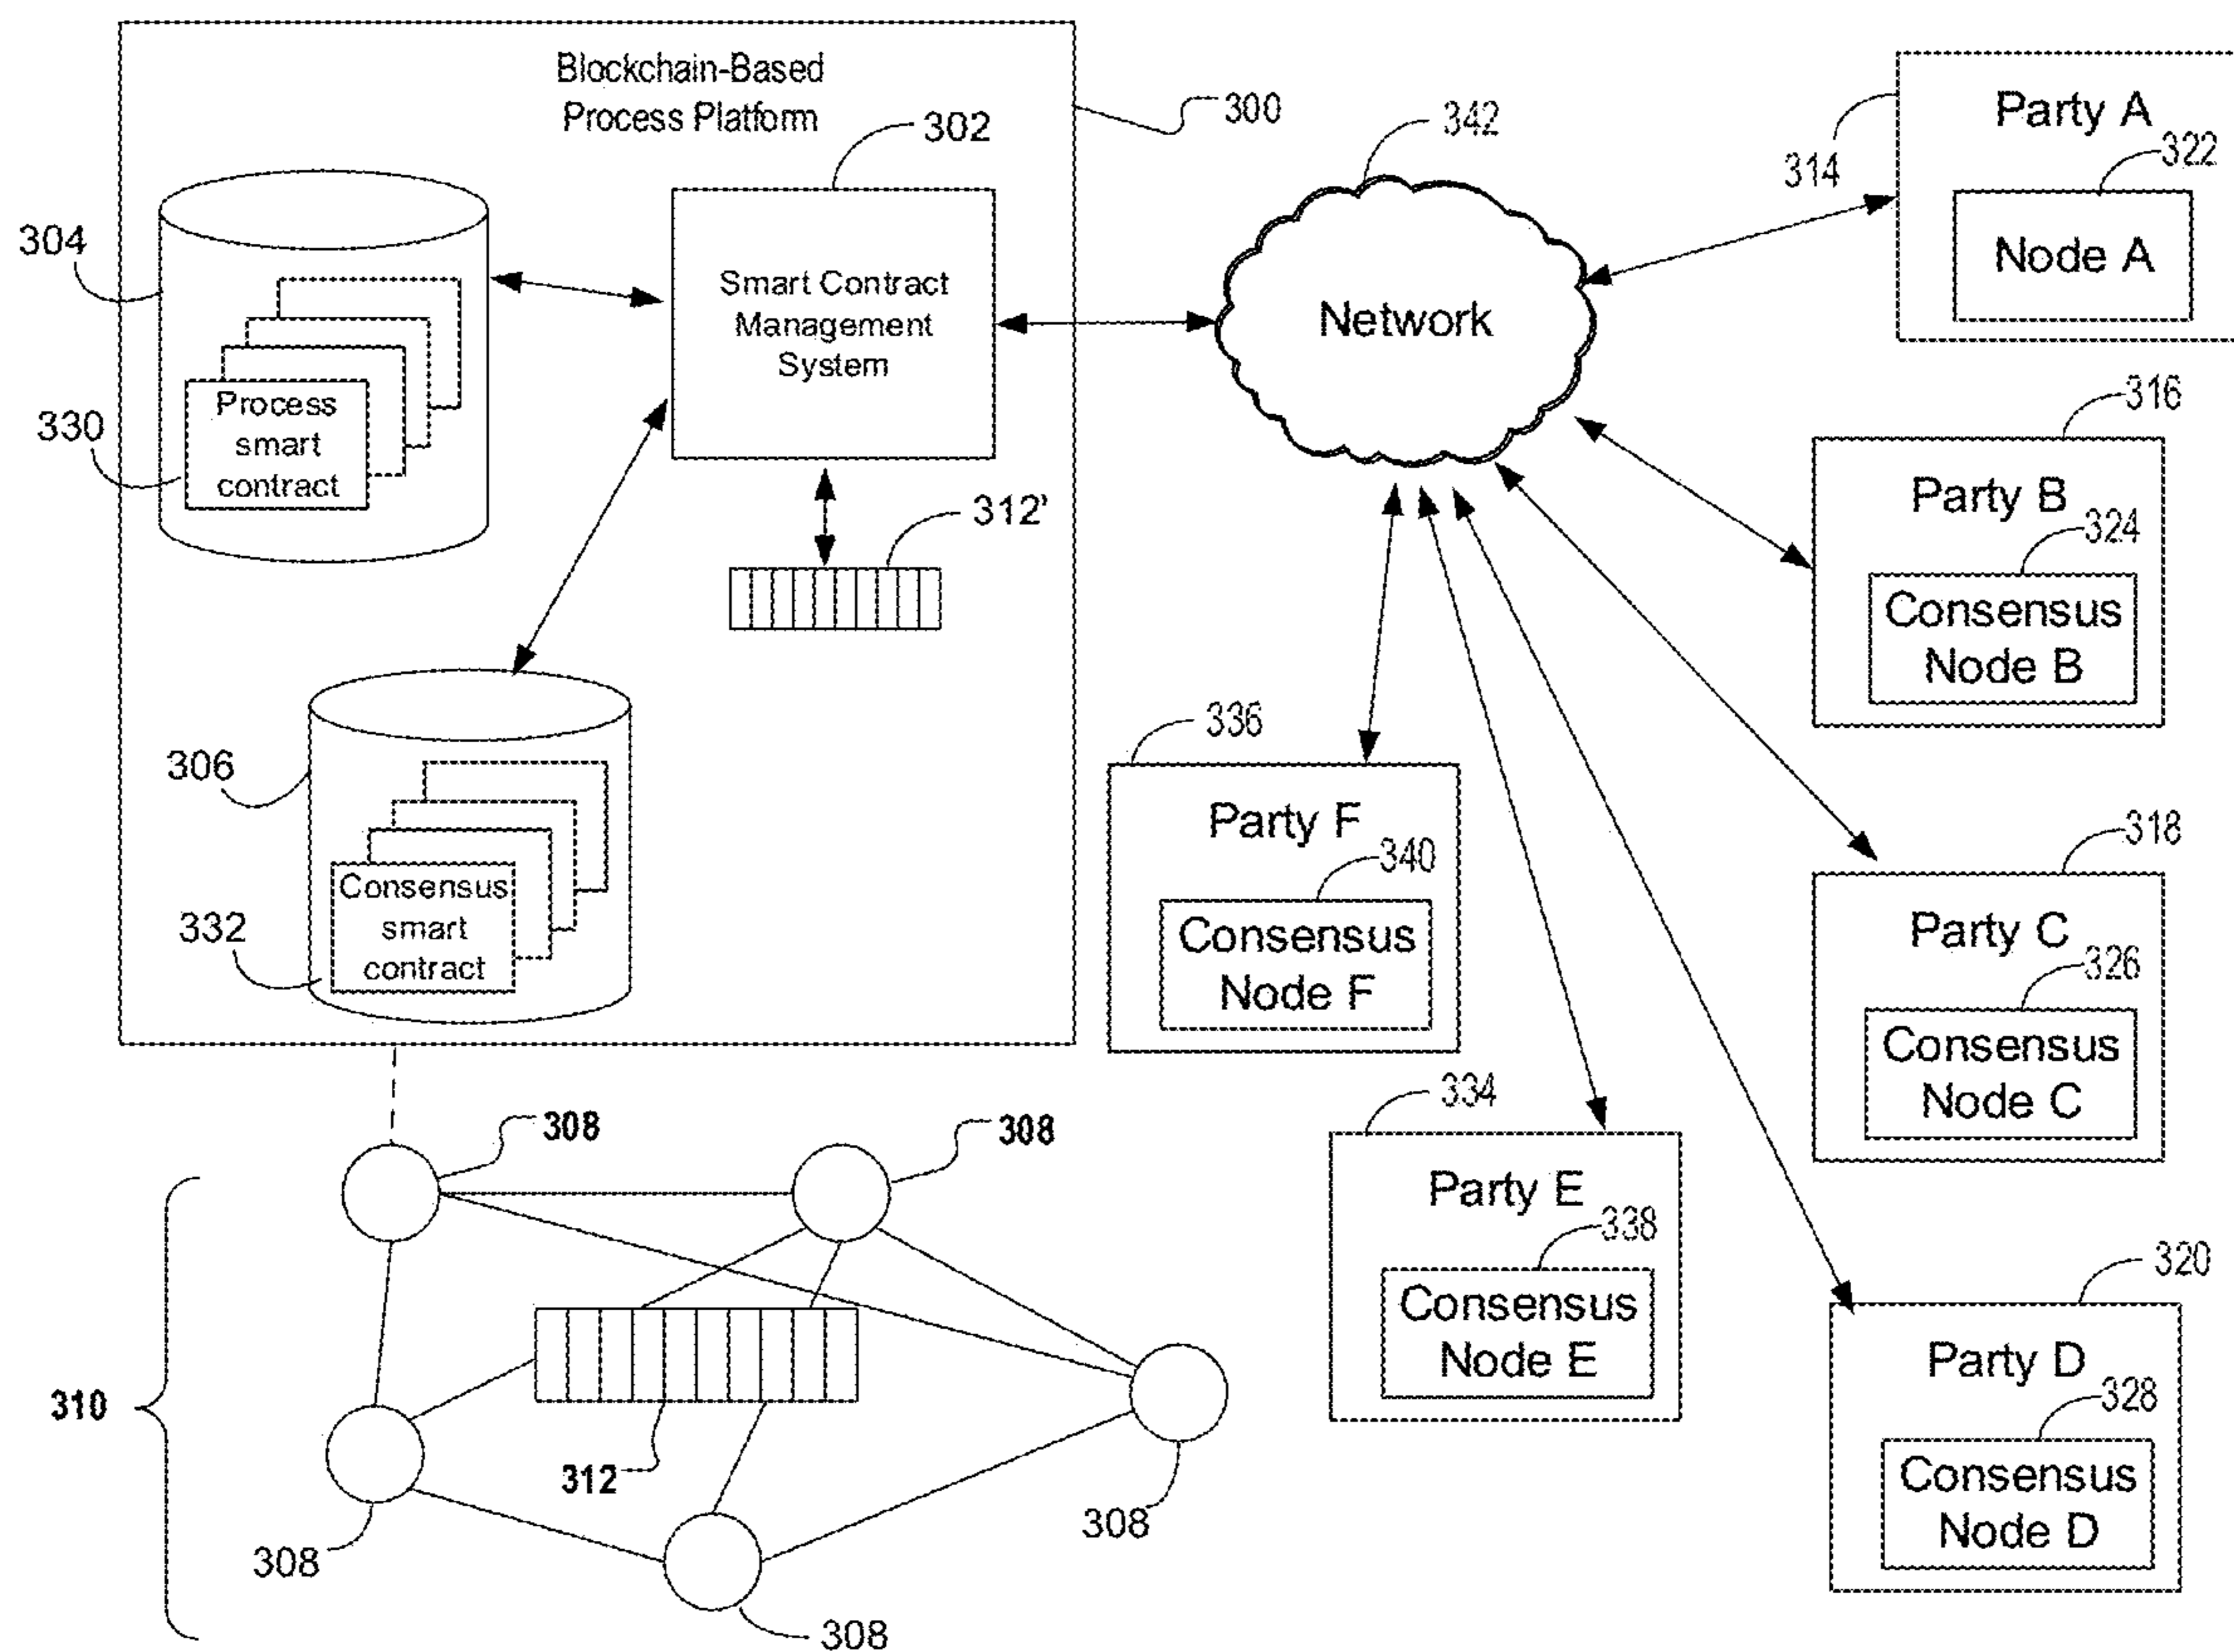 Blockchain-Based
Process Platform
300
302
304
Smart Contract
Management
System
330
Process
smart
contract
312'
306
332
Consensus
smart
contract
342
Network
314
Party A
322
Node A
316
Party B
324
Consensus
Node B
336
Party F
340
Consensus
Node F
318
Party C
326
Consensus
Node C
334
Party E
338
Consensus
Node E
320
Party D
328
Consensus
Node D
308
308
310
312
308
308
308